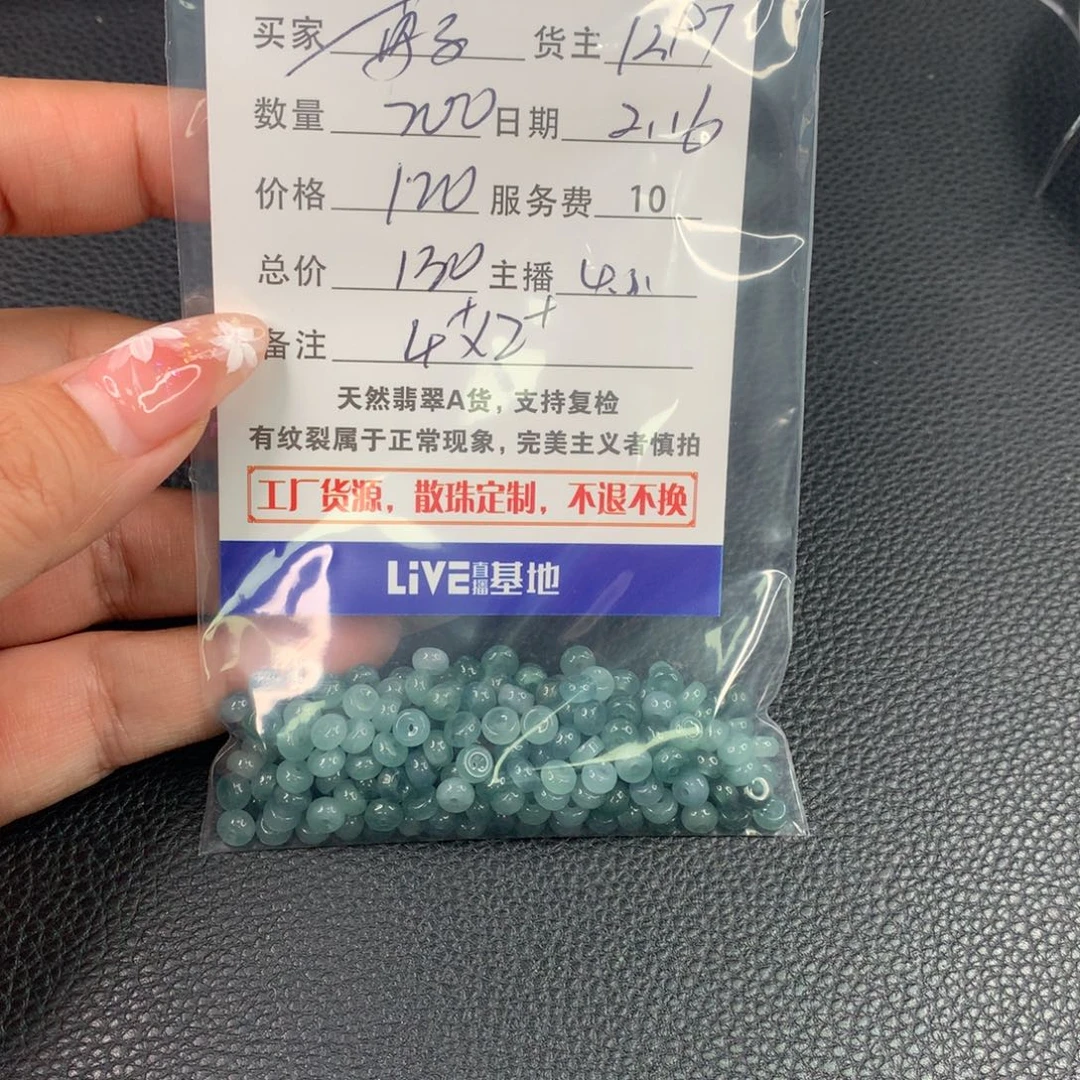 买家 货主
数量 200 日期 2.16
价格 120 服务费 10
总价 130 主播
备注 4⁺x2⁺
天然翡翠A货,支持复检
有纹裂属于正常现象,完美主义者慎拍
工厂货源,散珠定制,不退不换
LiVE直播基地